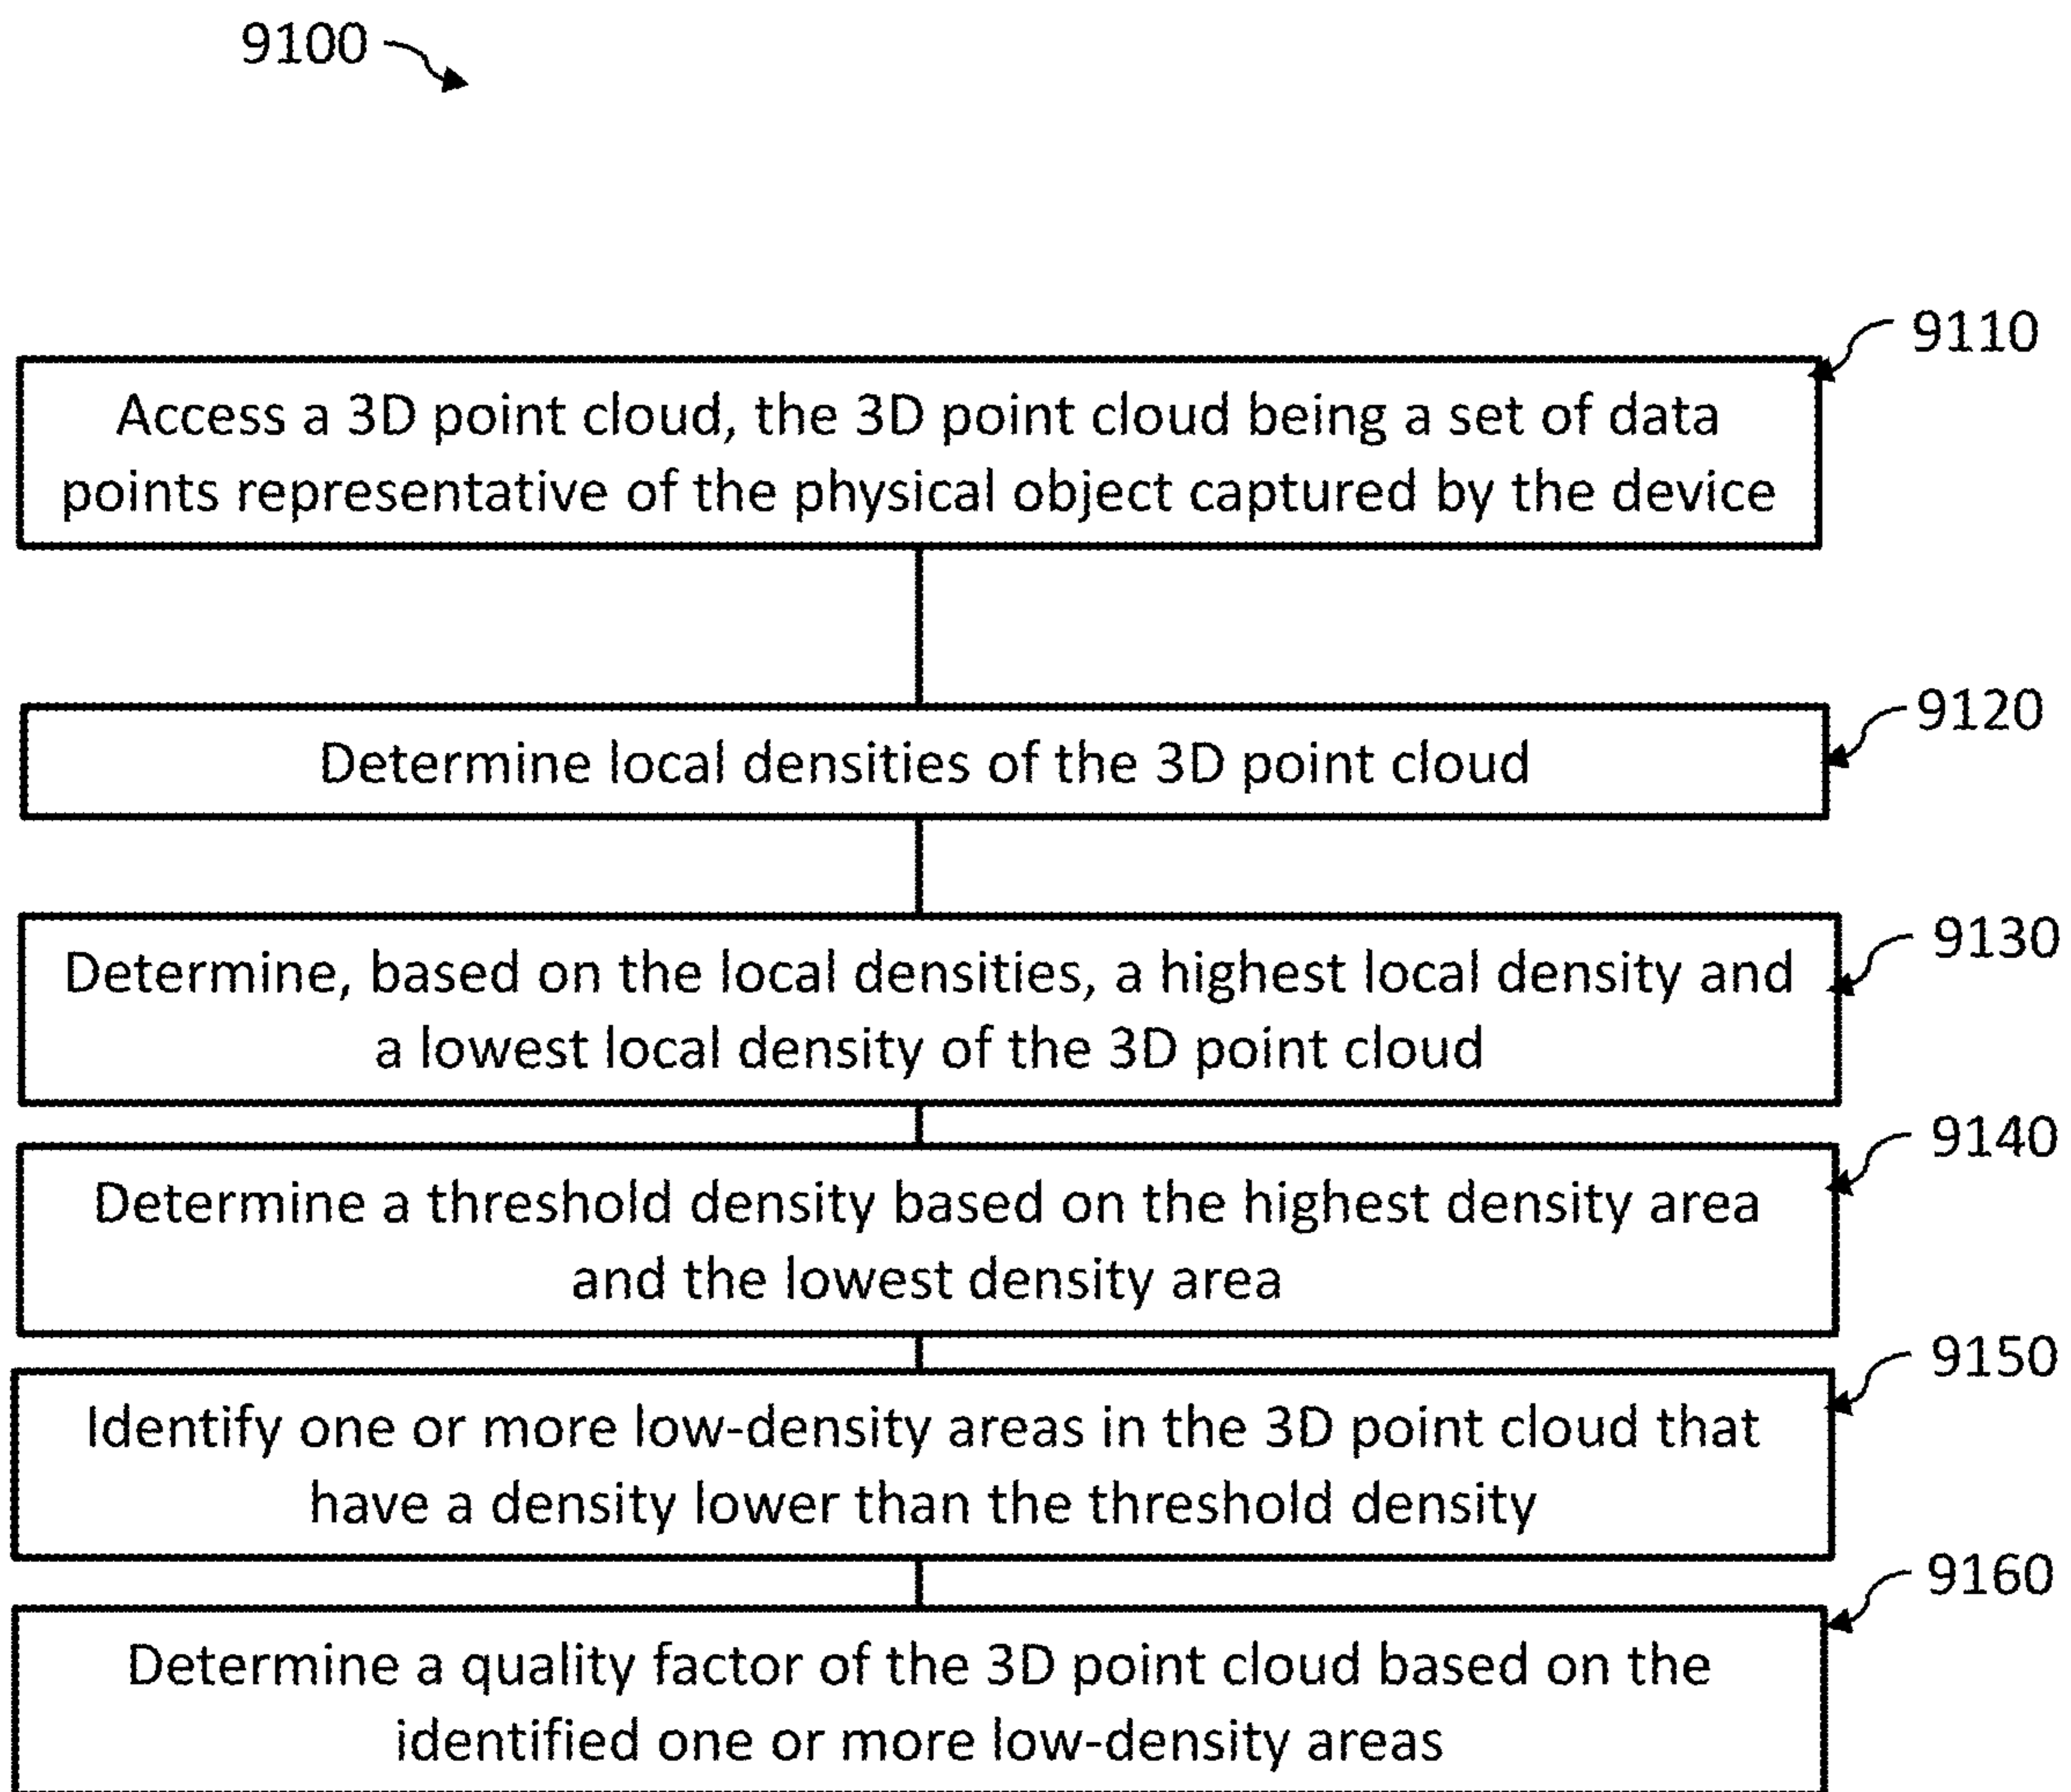 9100
9110
Access a 3D point cloud, the 3D point cloud being a set of data
points representative of the physical object captured by the device
9120
Determine local densities of the 3D point cloud
9130
Determine, based on the local densities, a highest local density and
a lowest local density of the 3D point cloud
9140
Determine a threshold density based on the highest density area
and the lowest density area
9150
Identify one or more low-density areas in the 3D point cloud that
have a density lower than the threshold density
9160
Determine a quality factor of the 3D point cloud based on the
identified one or more low-density areas